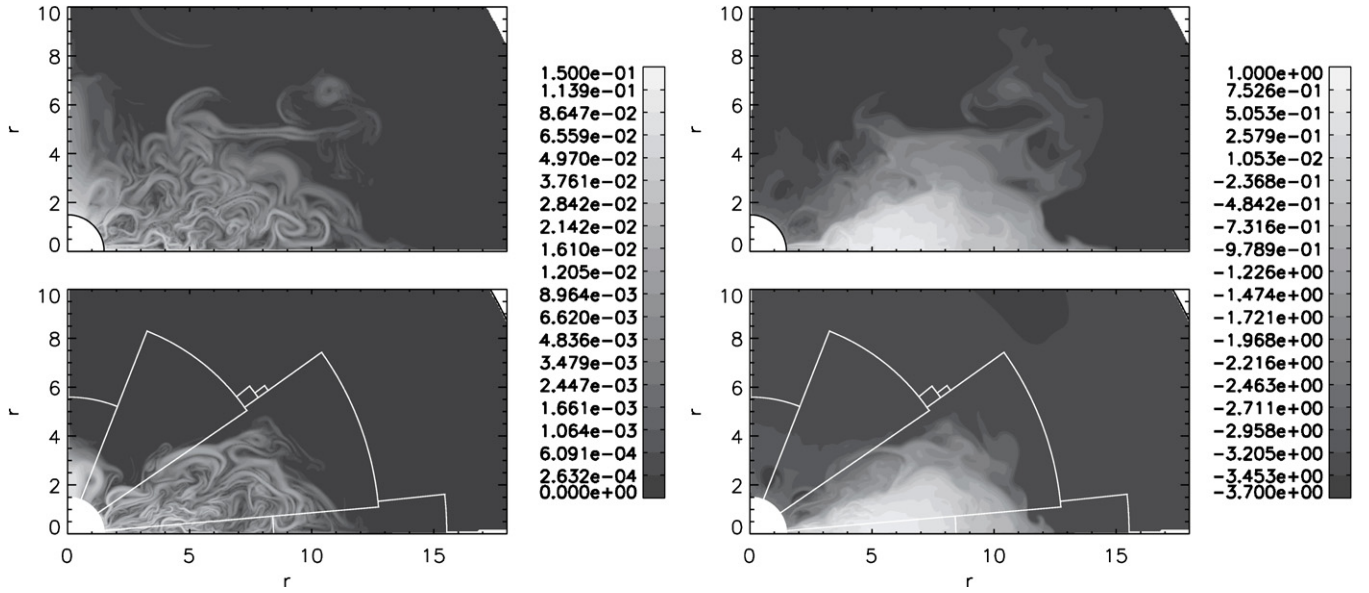 10
8
6
4
2
0
r
1.500e-01
1.139e-01
8.647e-02
6.559e-02
4.970e-02
3.761e-02
2.842e-02
2.142e-02
1.610e-02
1.205e-02
8.964e-03
6.620e-03
4.836e-03
3.479e-03
2.447e-03
1.661e-03
1.064e-03
6.091e-04
2.632e-04
0.000e+00
10
8
6
4
2
0
r
0 5 10 15
r
10
8
6
4
2
0
r
1.000e+00
7.526e-01
5.053e-01
2.579e-01
1.053e-02
-2.368e-01
-4.842e-01
-7.316e-01
-9.789e-01
-1.226e+00
-1.474e+00
-1.721e+00
-1.968e+00
-2.216e+00
-2.463e+00
-2.711e+00
-2.958e+00
-3.205e+00
-3.453e+00
-3.700e+00
10
8
6
4
2
0
r
0 5 10 15
r